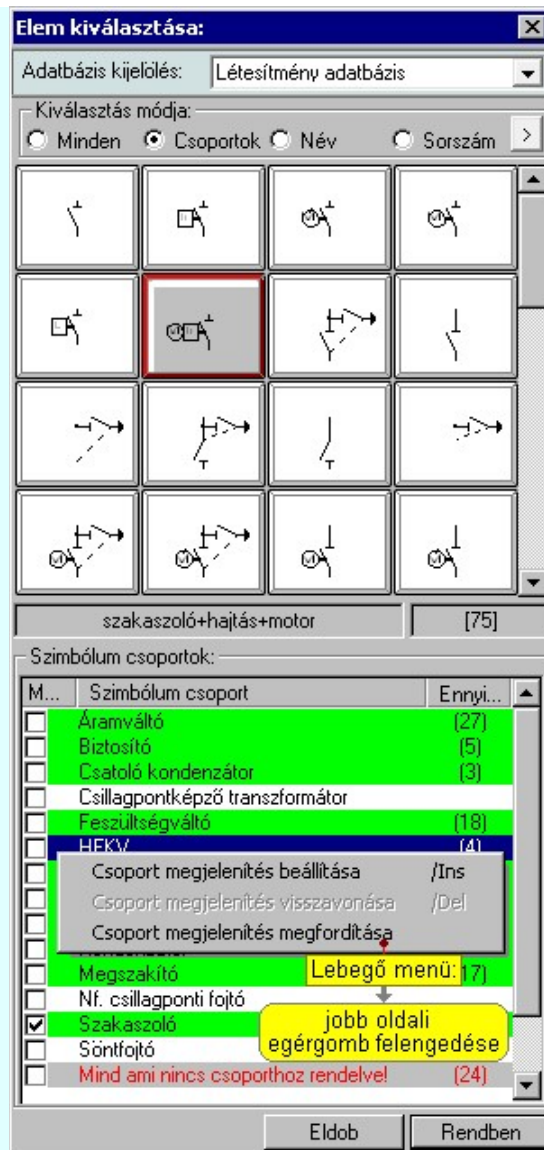 Elem kiválasztása:
Adatbázis kijelölés: Létesítmény adatbázis
Kiválasztás módja:
Minden Csoportok Név Sorszám >
szakaszoló+hajtás+motor [75]
Szimbólum csoportok:
M... Szimbólum csoport Ennyi...
Áramváltó (27)
Biztosító (5)
Csatoló kondenzátor (3)
Csillagpontképző transzformátor
Feszültségváltó (18)
HFKV (4)
Csoport megjelenítés beállítása /Ins
Csoport megjelenítés visszavonása /Del
Csoport megjelenítés megfordítása
Megszakító 17)
Lebegő menü:
Nf. csillagponti fojtó
Szakaszoló
jobb oldali
egérgomb felengedése
Söntfojtó
Mind ami nincs csoporthoz rendelve! (24)
Eldob Rendben